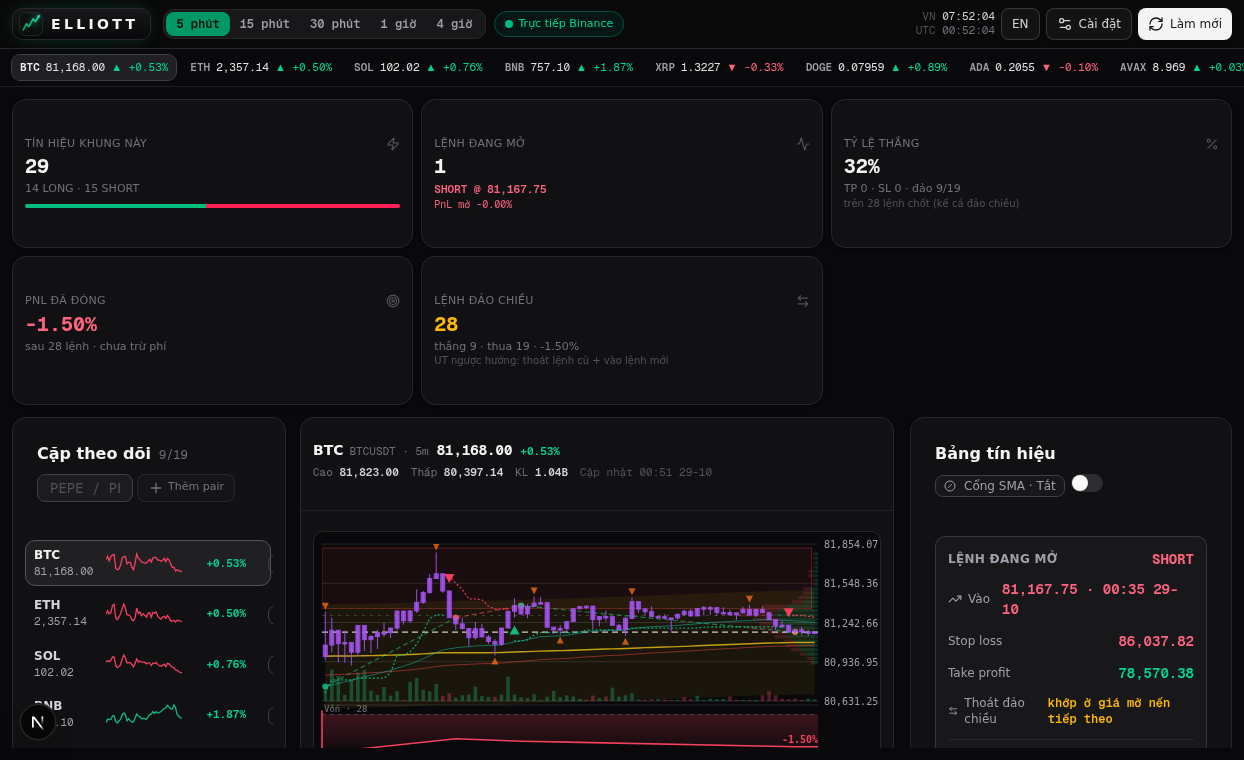 ELLIOTT 5 phút 15 phút 30 phút 1 giờ 4 giờ Trực tiếp Binance VN 07:52:04 EN Cài đặt Làm mới
UTC 00:52:04
BTC 81,168.00 ▲ +0.53% ETH 2,357.14 ▲ +0.50% SOL 102.02 ▲ +0.76% BNB 757.10 ▲ +1.87% XRP 1.3227 ▼ -0.33% DOGE 0.07959 ▲ +0.89% ADA 0.2055 ▼ -0.10% AVAX 8.969 ▲ +0.03%
TÍN HIỆU KHUNG NÀY
29
14 LONG · 15 SHORT
LỆNH ĐANG MỞ
1
SHORT @ 81,167.75
PnL mở -0.00%
TỶ LỆ THẮNG
32%
TP 0 · SL 0 · đảo 9/19
trên 28 lệnh chốt (kể cả đảo chiều)
PNL ĐÃ ĐÓNG
-1.50%
sau 28 lệnh · chưa trừ phí
LỆNH ĐẢO CHIỀU
28
thắng 9 · thua 19 · -1.50%
UT ngược hướng: thoát lệnh cũ + vào lệnh mới
Cặp theo dõi 9/19
PEPE / PI Thêm pair
BTC
81,168.00
+0.53%
ETH
2,357.14
+0.50%
SOL
102.02
+0.76%
BNB
.10
+1.87%
N
BTC BTCUSDT · 5m 81,168.00 +0.53%
Cao 81,823.00 Thấp 80,397.14 KL 1.04B Cập nhật 00:51 29-10
81,854.07
81,548.36
81,242.66
80,936.95
80,631.25
Vốn · 28
-1.50%
Bảng tín hiệu
Cổng SMA · Tắt
LỆNH ĐANG MỞ SHORT
Vào 81,167.75 · 00:35 29-
10
Stop loss 86,037.82
Take profit 78,570.38
Thoát đảo khớp ở giá mở nến
chiều tiếp theo